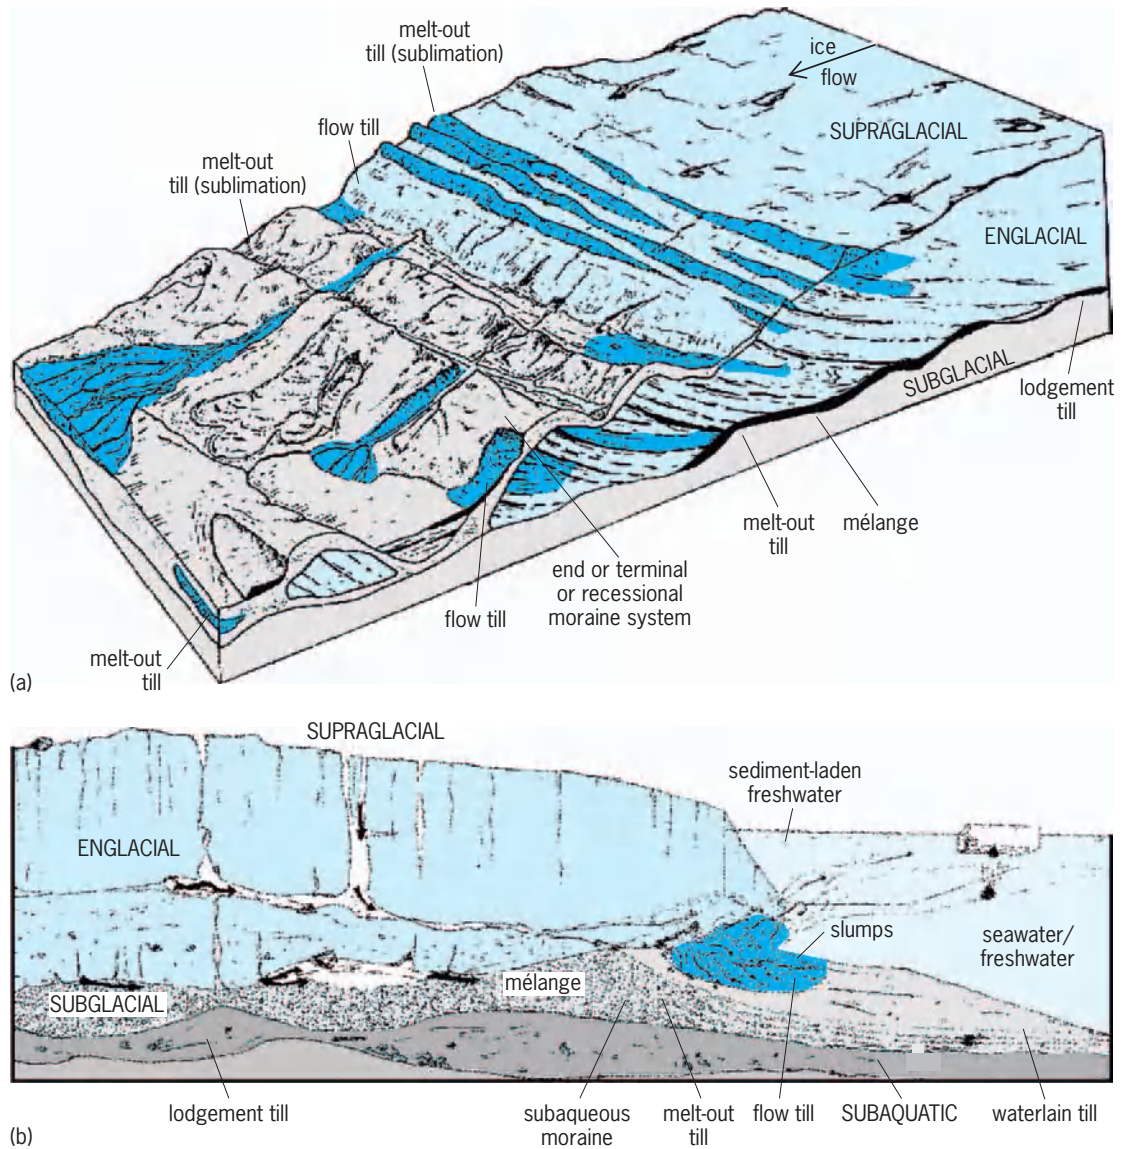 melt-out
till (sublimation)
ice
flow
flow till
SUPRAGLACIAL
melt-out
till (sublimation)
ENGLACIAL
SUBGLACIAL
lodgement
till
melt-out
till
mélange
end or terminal
or recessional
moraine system
flow till
melt-out
till
(a)
SUPRAGLACIAL
sediment-laden
freshwater
ENGLACIAL
slumps
seawater/
freshwater
mélange
SUBGLACIAL
lodgement till
subaqueous
moraine
melt-out
till
flow till
SUBAQUATIC
waterlain till
(b)